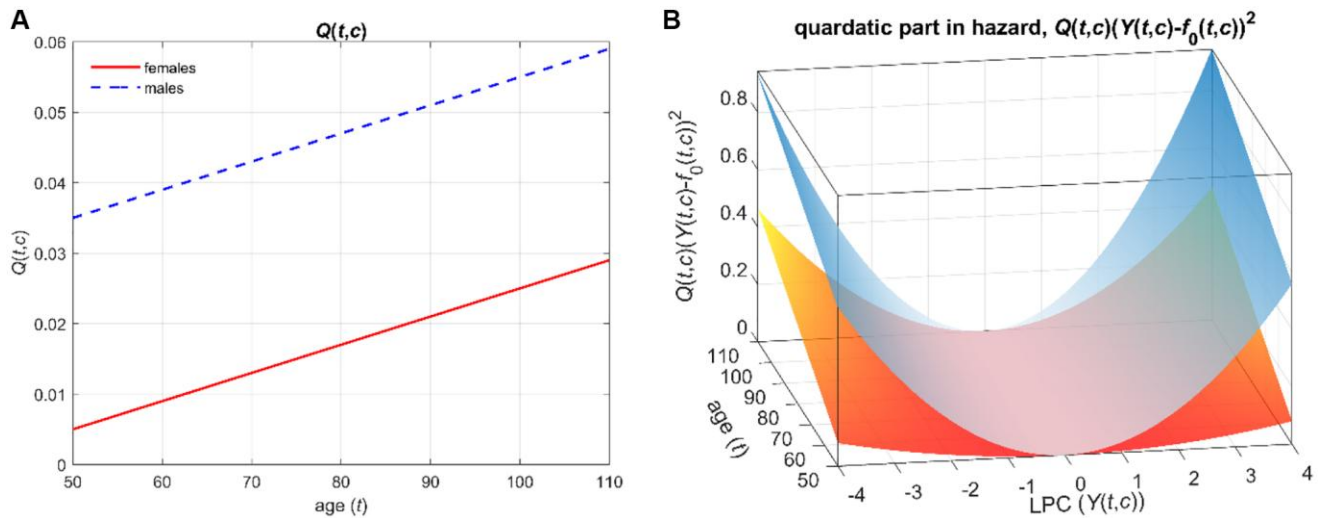 A
Q(t,c)
0.06
0.05
0.04
0.03
0.02
0.01
0
Q(t,c)
females
males
50 60 70 80 90 100 110
age (t)
B
quardatic part in hazard, Q(t,c)(Y(t,c)-f0(t,c))²
Q(t,c)(Y(t,c)-f0(t,c))²
0.8
0.6
0.4
0.2
0
110
100
90
80
70
60
50
age (t)
-4 -3 -2 -1 0 1 2 3 4
LPC (Y(t,c))